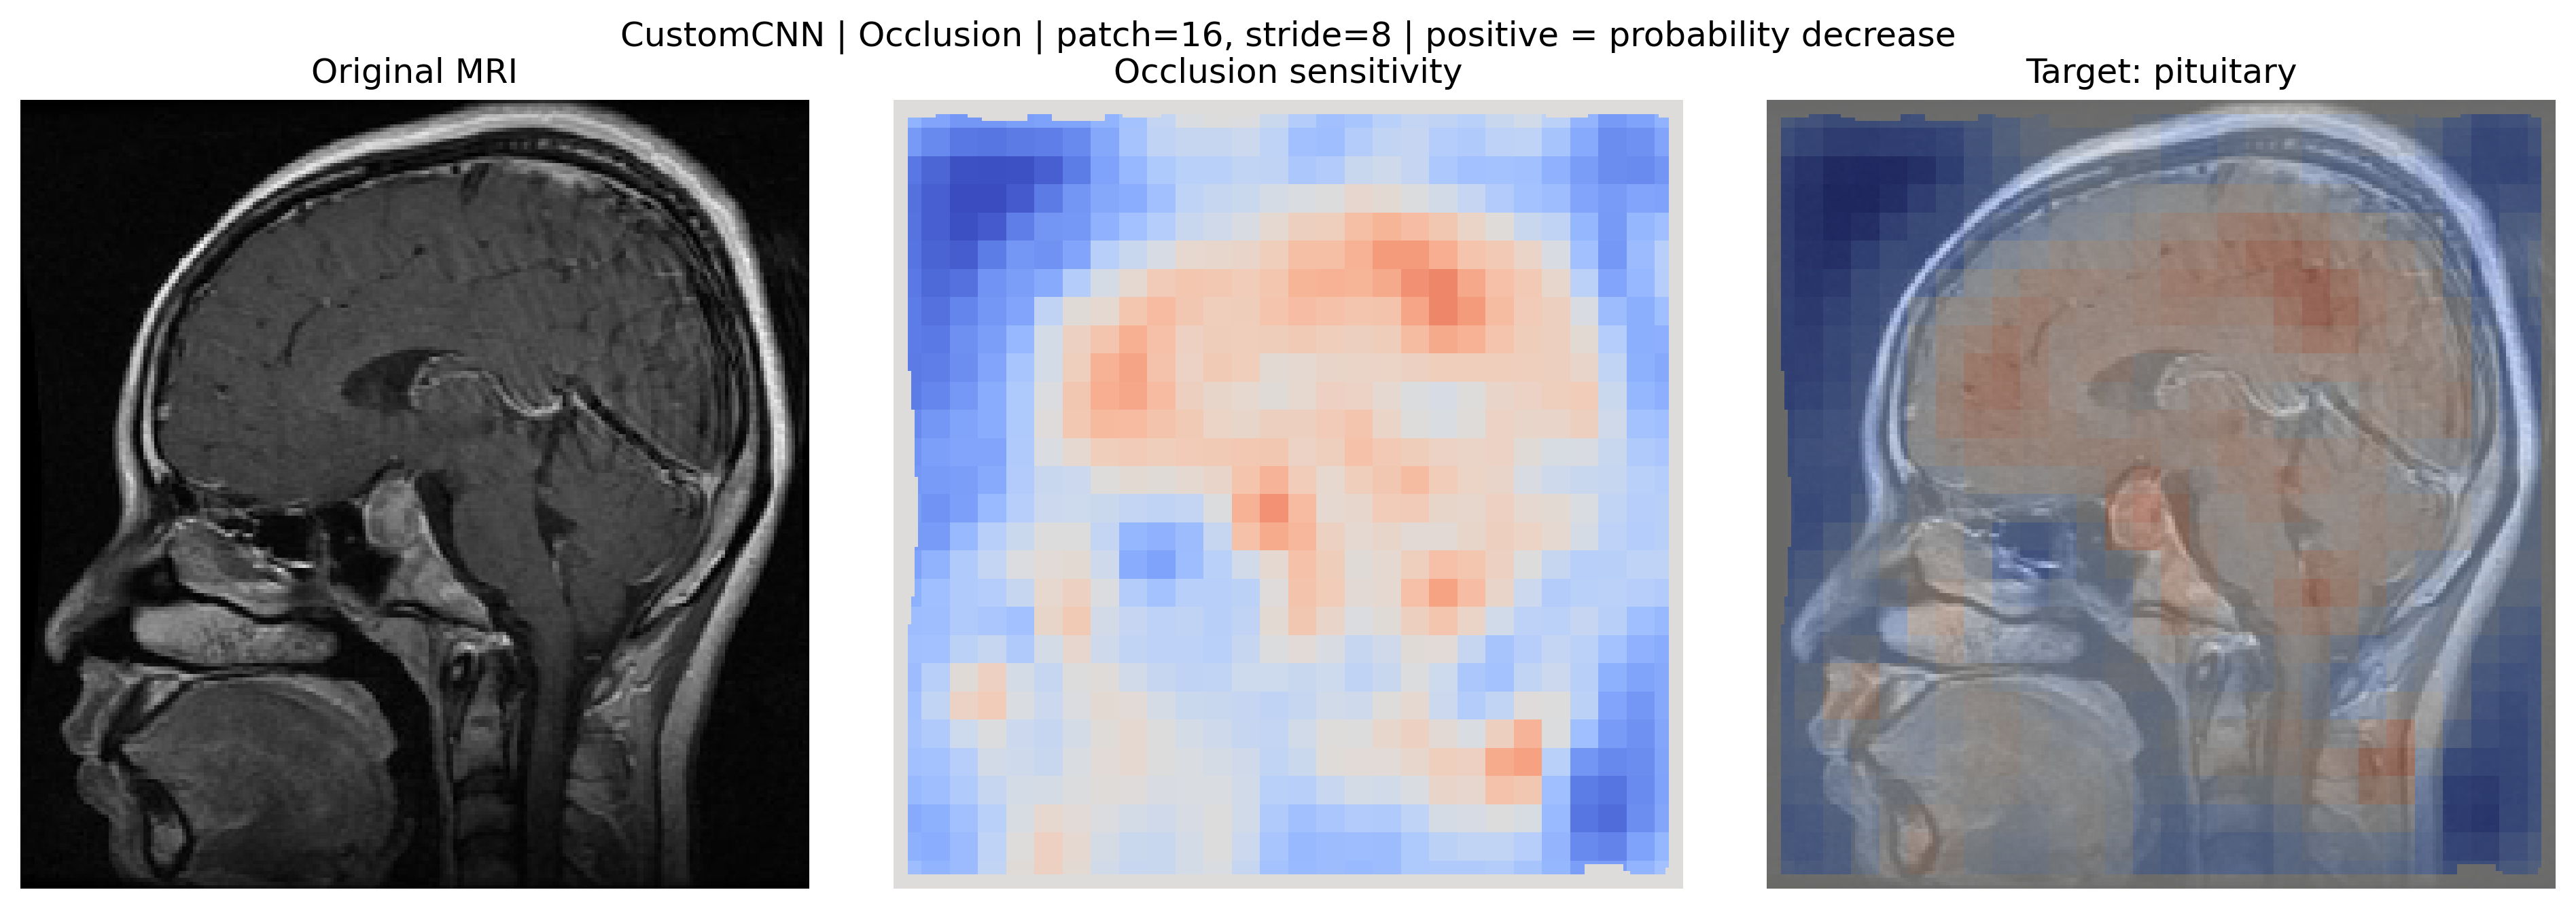 CustomCNN | Occlusion | patch=16, stride=8 | positive = probability decrease
Original MRI
Occlusion sensitivity
Target: pituitary